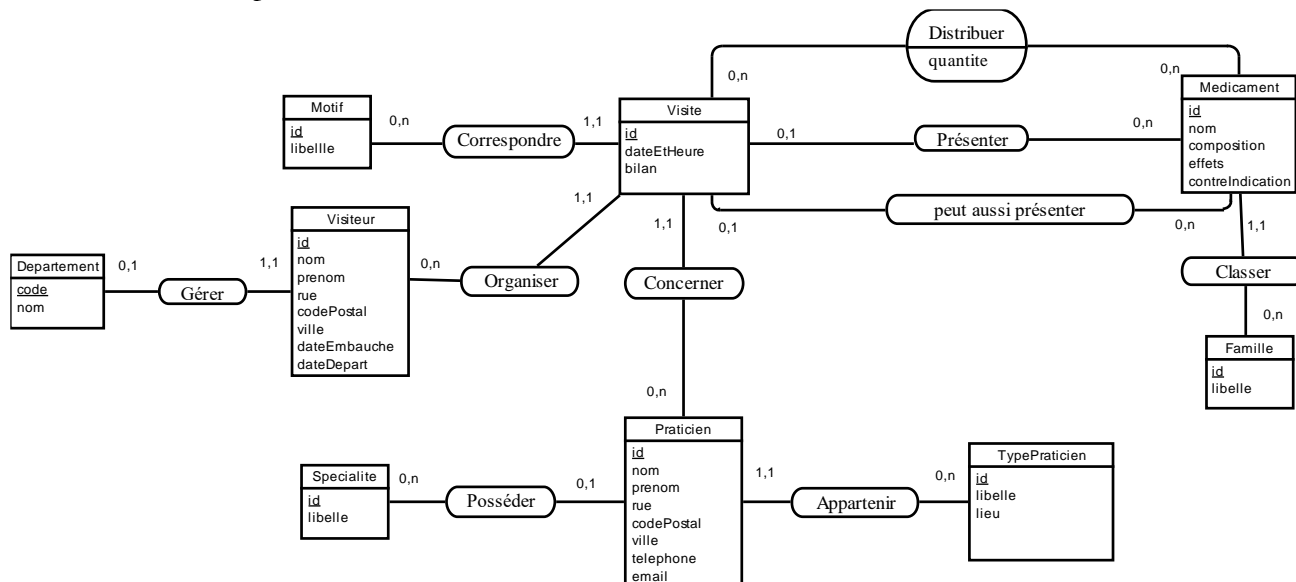 Distribuer
quantite
0,n
0,n
Motif
id
libellle
0,n
Correspondre
1,1
Visite
id
dateEtHeure
bilan
0,1
Présenter
0,n
Medicament
id
nom
composition
effets
contreIndication
0,1
peut aussi présenter
0,n
1,1
Classer
0,n
Famille
id
libelle
Departement
code
nom
0,1
Gérer
1,1
Visiteur
id
nom
prenom
rue
codePostal
ville
dateEmbauche
dateDepart
0,n
Organiser
1,1
1,1
Concerner
0,n
Specialite
id
libelle
0,n
Posséder
0,1
Praticien
id
nom
prenom
rue
codePostal
ville
telephone
email
1,1
Appartenir
0,n
TypePraticien
id
libelle
lieu